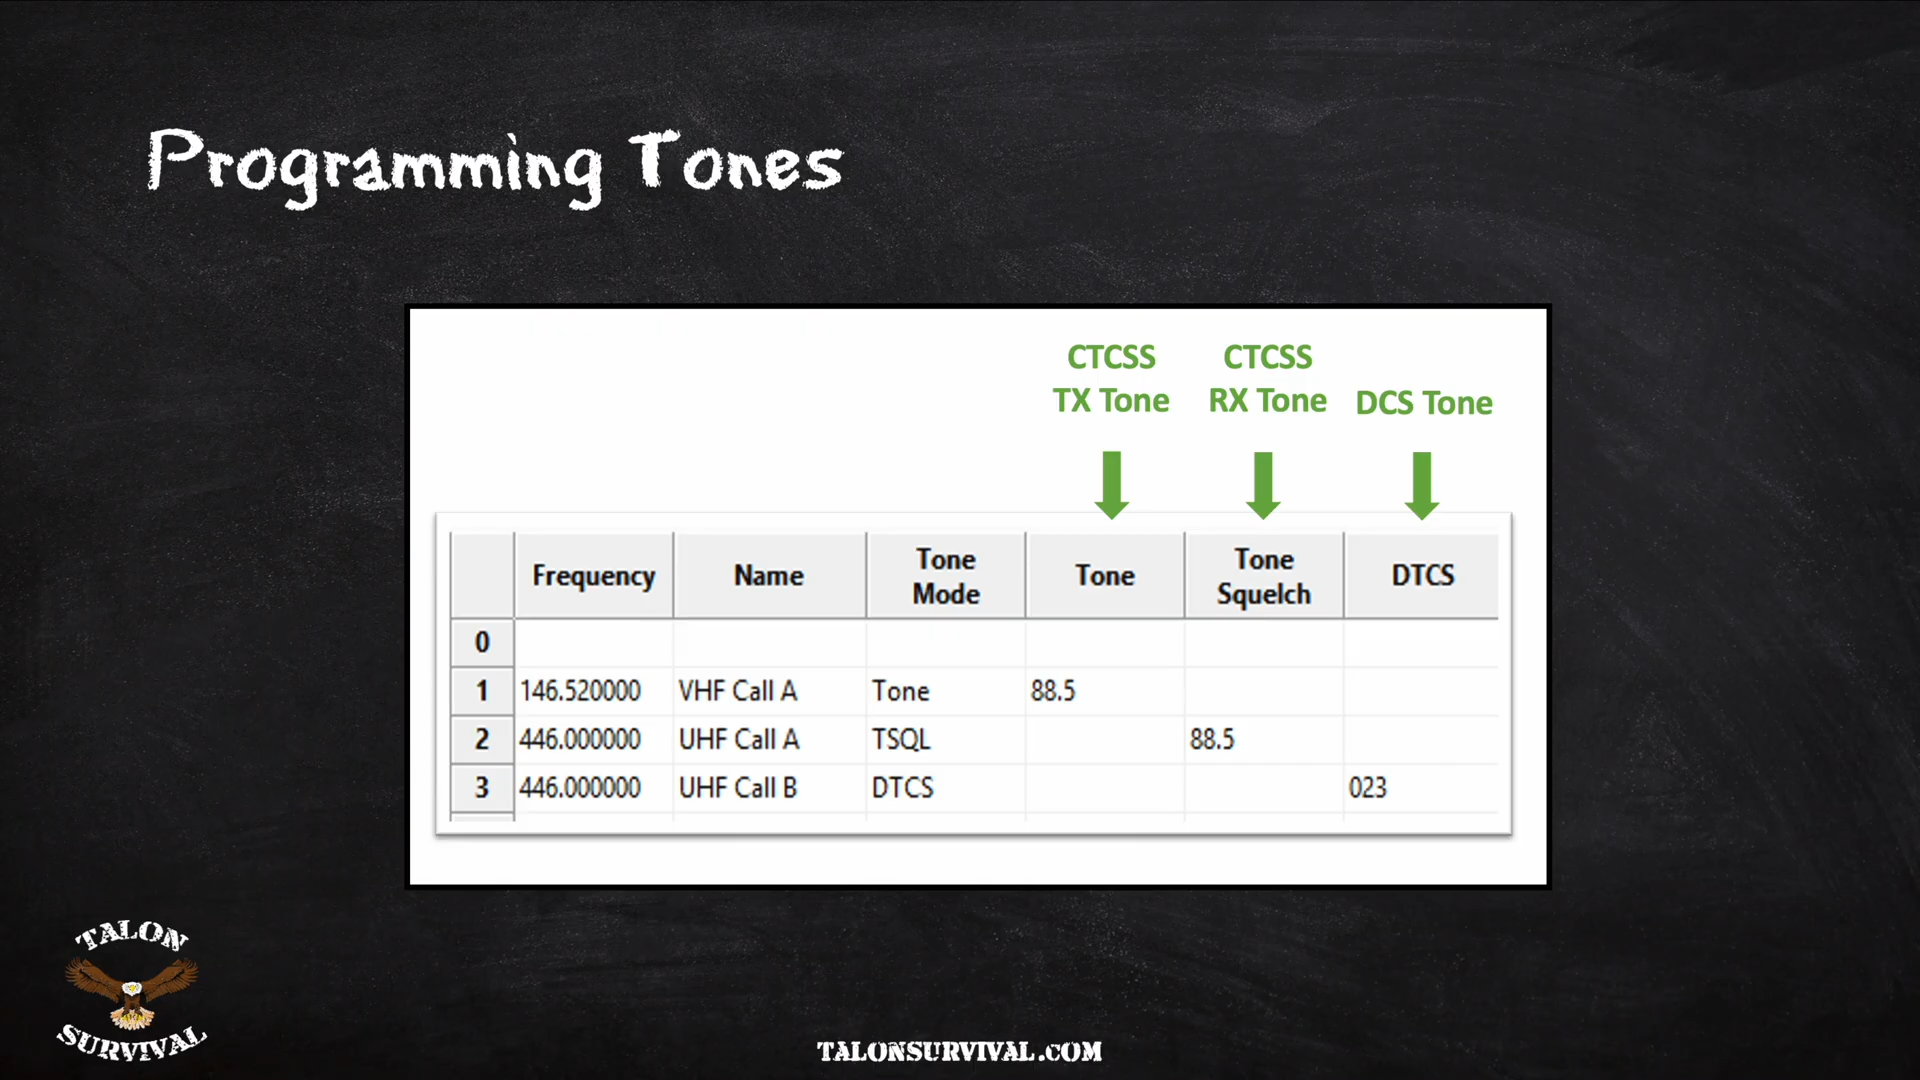 Programming Tones
CTCSS TX Tone
CTCSS RX Tone
DCS Tone
Frequency Name Tone Mode Tone Tone Squelch DTCS
0
1 146.520000 VHF Call A Tone 88.5
2 446.000000 UHF Call A TSQL 88.5
3 446.000000 UHF Call B DTCS 023
TALON
SURVIVAL
TALONSURVIVAL.COM